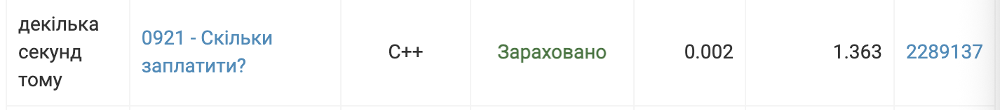 декілька
секунд
тому
0921 - Скільки
заплатити?
C++
Зараховано
0.002
1.363
2289137